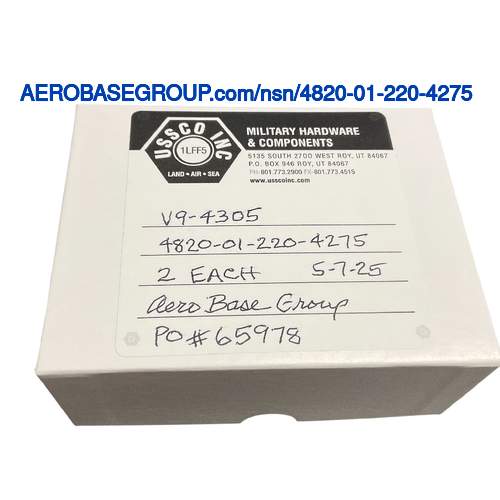 AEROBASEGROUP.com/nsn/4820-01-220-4275
USSCO INC
1LFF5
LAND • AIR • SEA
MILITARY HARDWARE
& COMPONENTS
5135 SOUTH 2700 WEST ROY, UT 84067
P.O. BOX 946 ROY, UT 84067
PH-801.773.2900 FX-801.773.4515
www.usscoinc.com
V9-4305
4820-01-220-4275
2 EACH 5-7-25
Aero Base Group
PO#65978